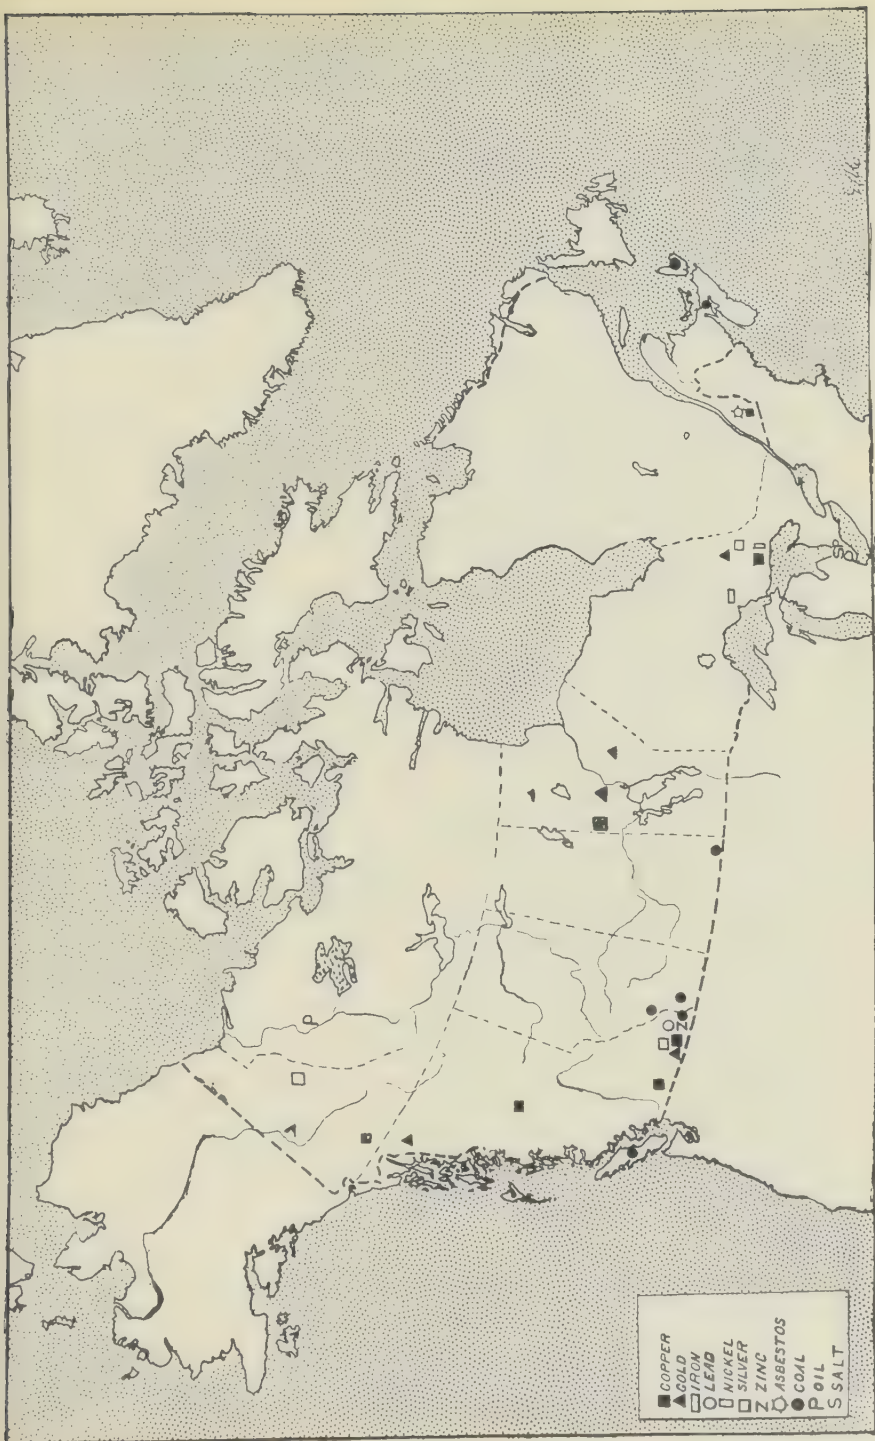 COPPER
GOLD
IRON
LEAD
NICKEL
SILVER
Z ZINC
ASBESTOS
COAL
P OIL
S SALT
P
Z
S
P